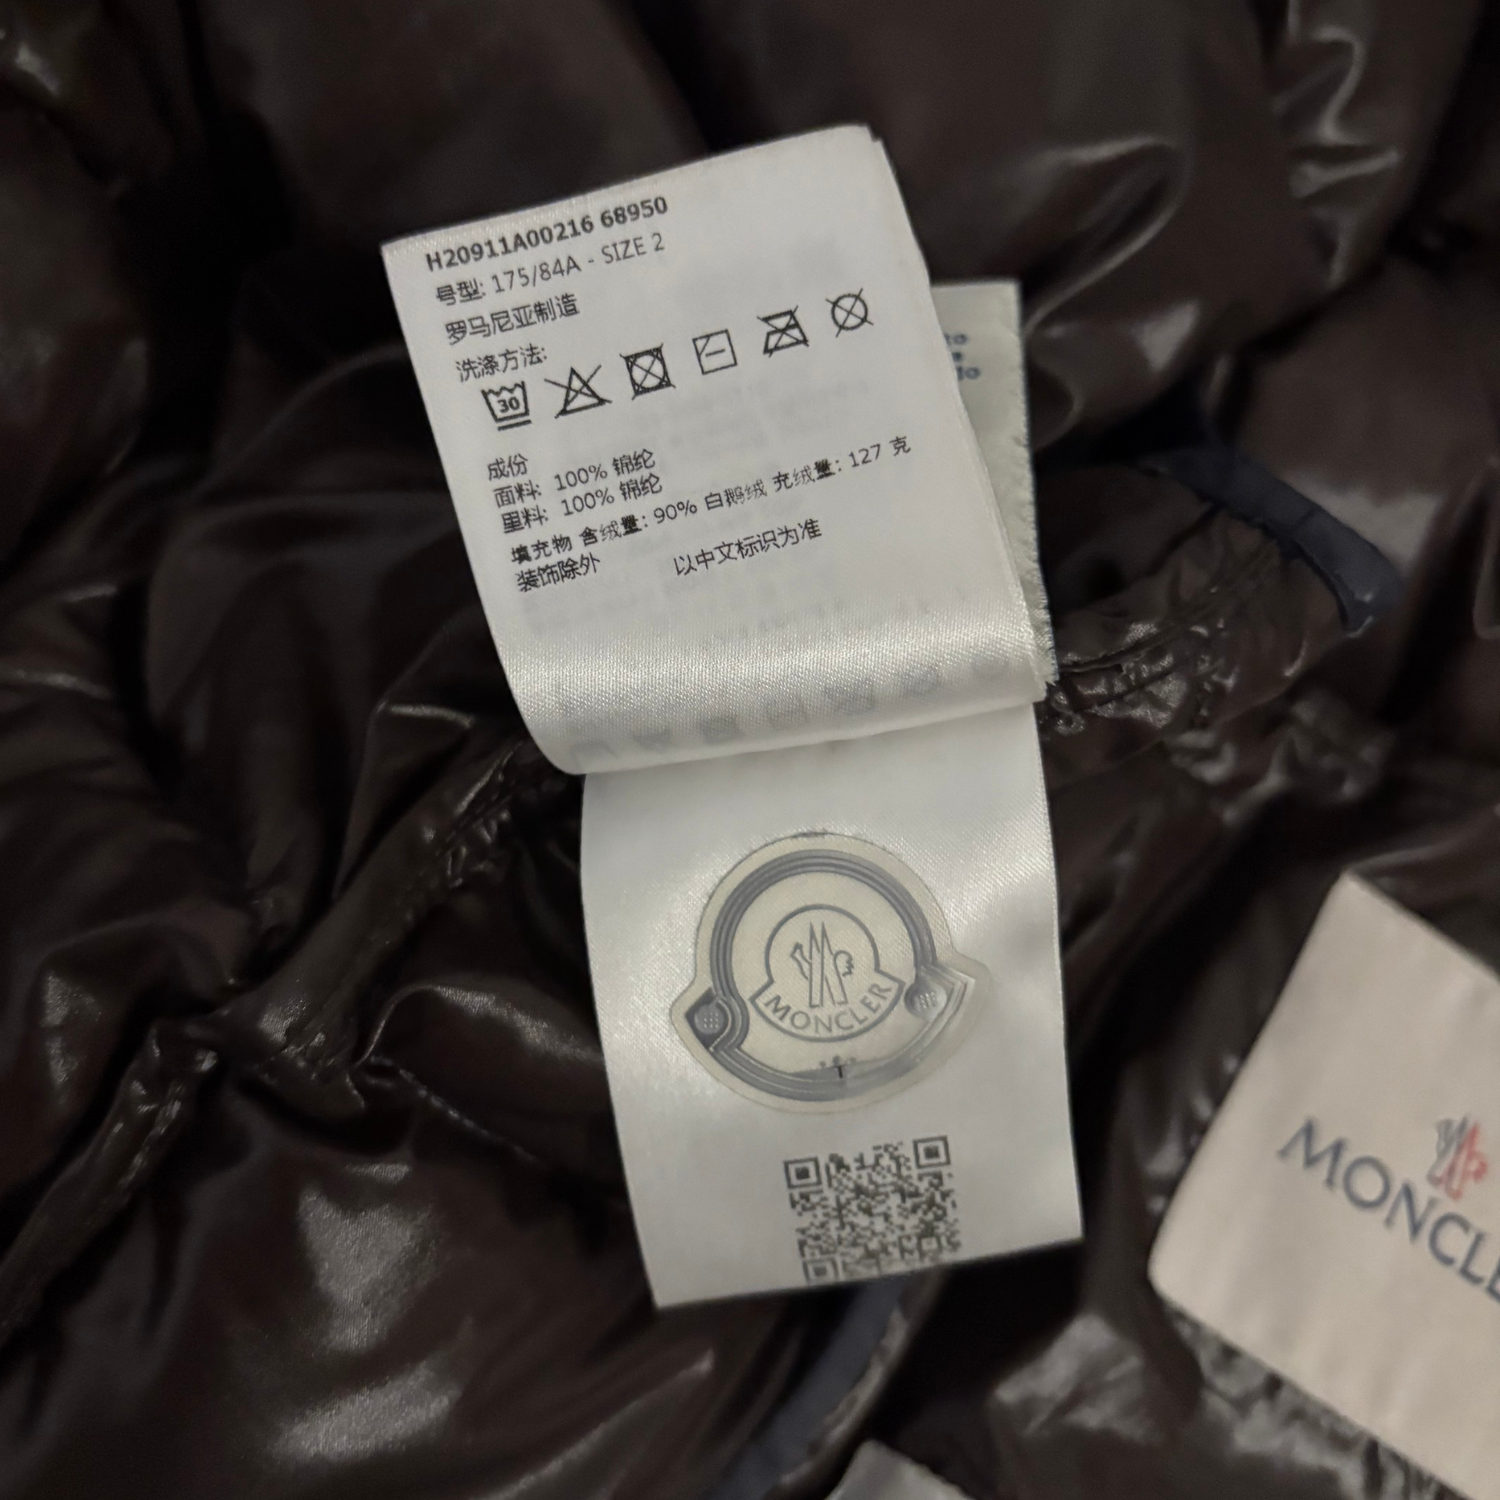 H20911A00216 68950
号型: 175/84A - SIZE 2
罗马尼亚制造
洗涤方法:
30
成份
面料: 100% 锦纶
里料: 100% 锦纶
填充物 含绒量: 90% 白鹅绒 充绒量: 127 克
装饰除外 以中文标识为准
MONCLER
MONCLE